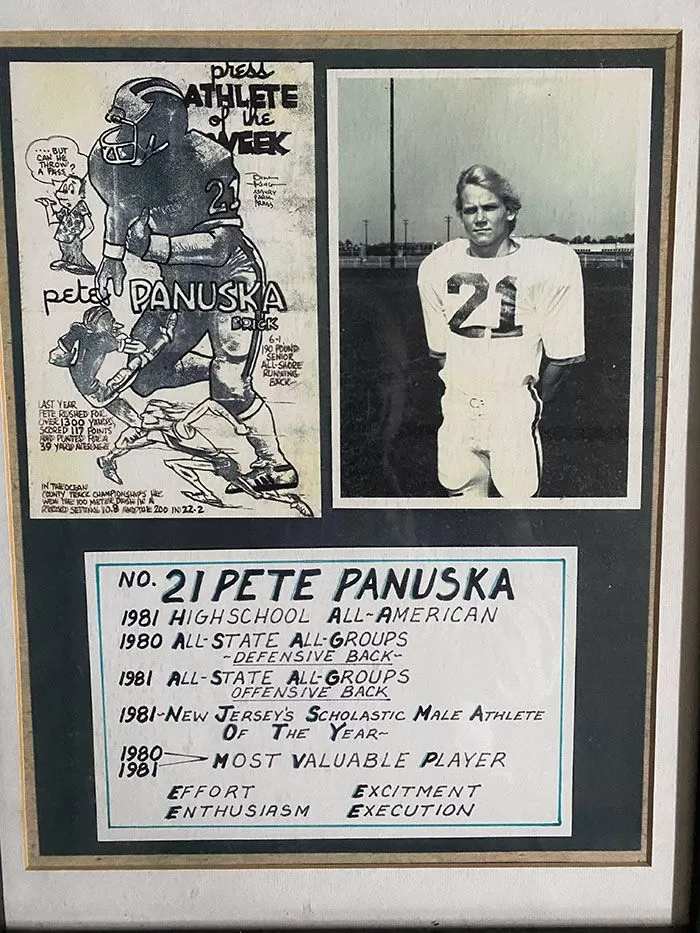 press
ATHLETE
of the
WEEK
.... BUT
CAN HE
THROW
A PASS?
21
ASBURY
PARK
PRESS
pete PANUSKA
BRICK
6-1
190 POUND
SENIOR
ALL-SHORE
RUNNING
BACK~
LAST YEAR
PETE RUSHED FOR
OVER 1300 YARDS,
SCORED 117 POINTS
AND PUNTED FOR A
39 YARD AVERAGE
IN THE OCEAN
COUNTY TRACK CHAMPIONSHIPS HE
WON THE 100 METER DASH IN A
RECORD SETTING 10.8 AND THE 200 IN 22.2
21
NO. 21 PETE PANUSKA
1981 HIGHSCHOOL ALL~AMERICAN
1980 ALL-STATE ALL-GROUPS
~DEFENSIVE BACK~
1981 ALL-STATE ALL-GROUPS
OFFENSIVE BACK
1981-NEW JERSEY'S SCHOLASTIC MALE ATHLETE
OF THE YEAR~
1980
1981 MOST VALUABLE PLAYER
EFFORT EXCITMENT
ENTHUSIASM EXECUTION